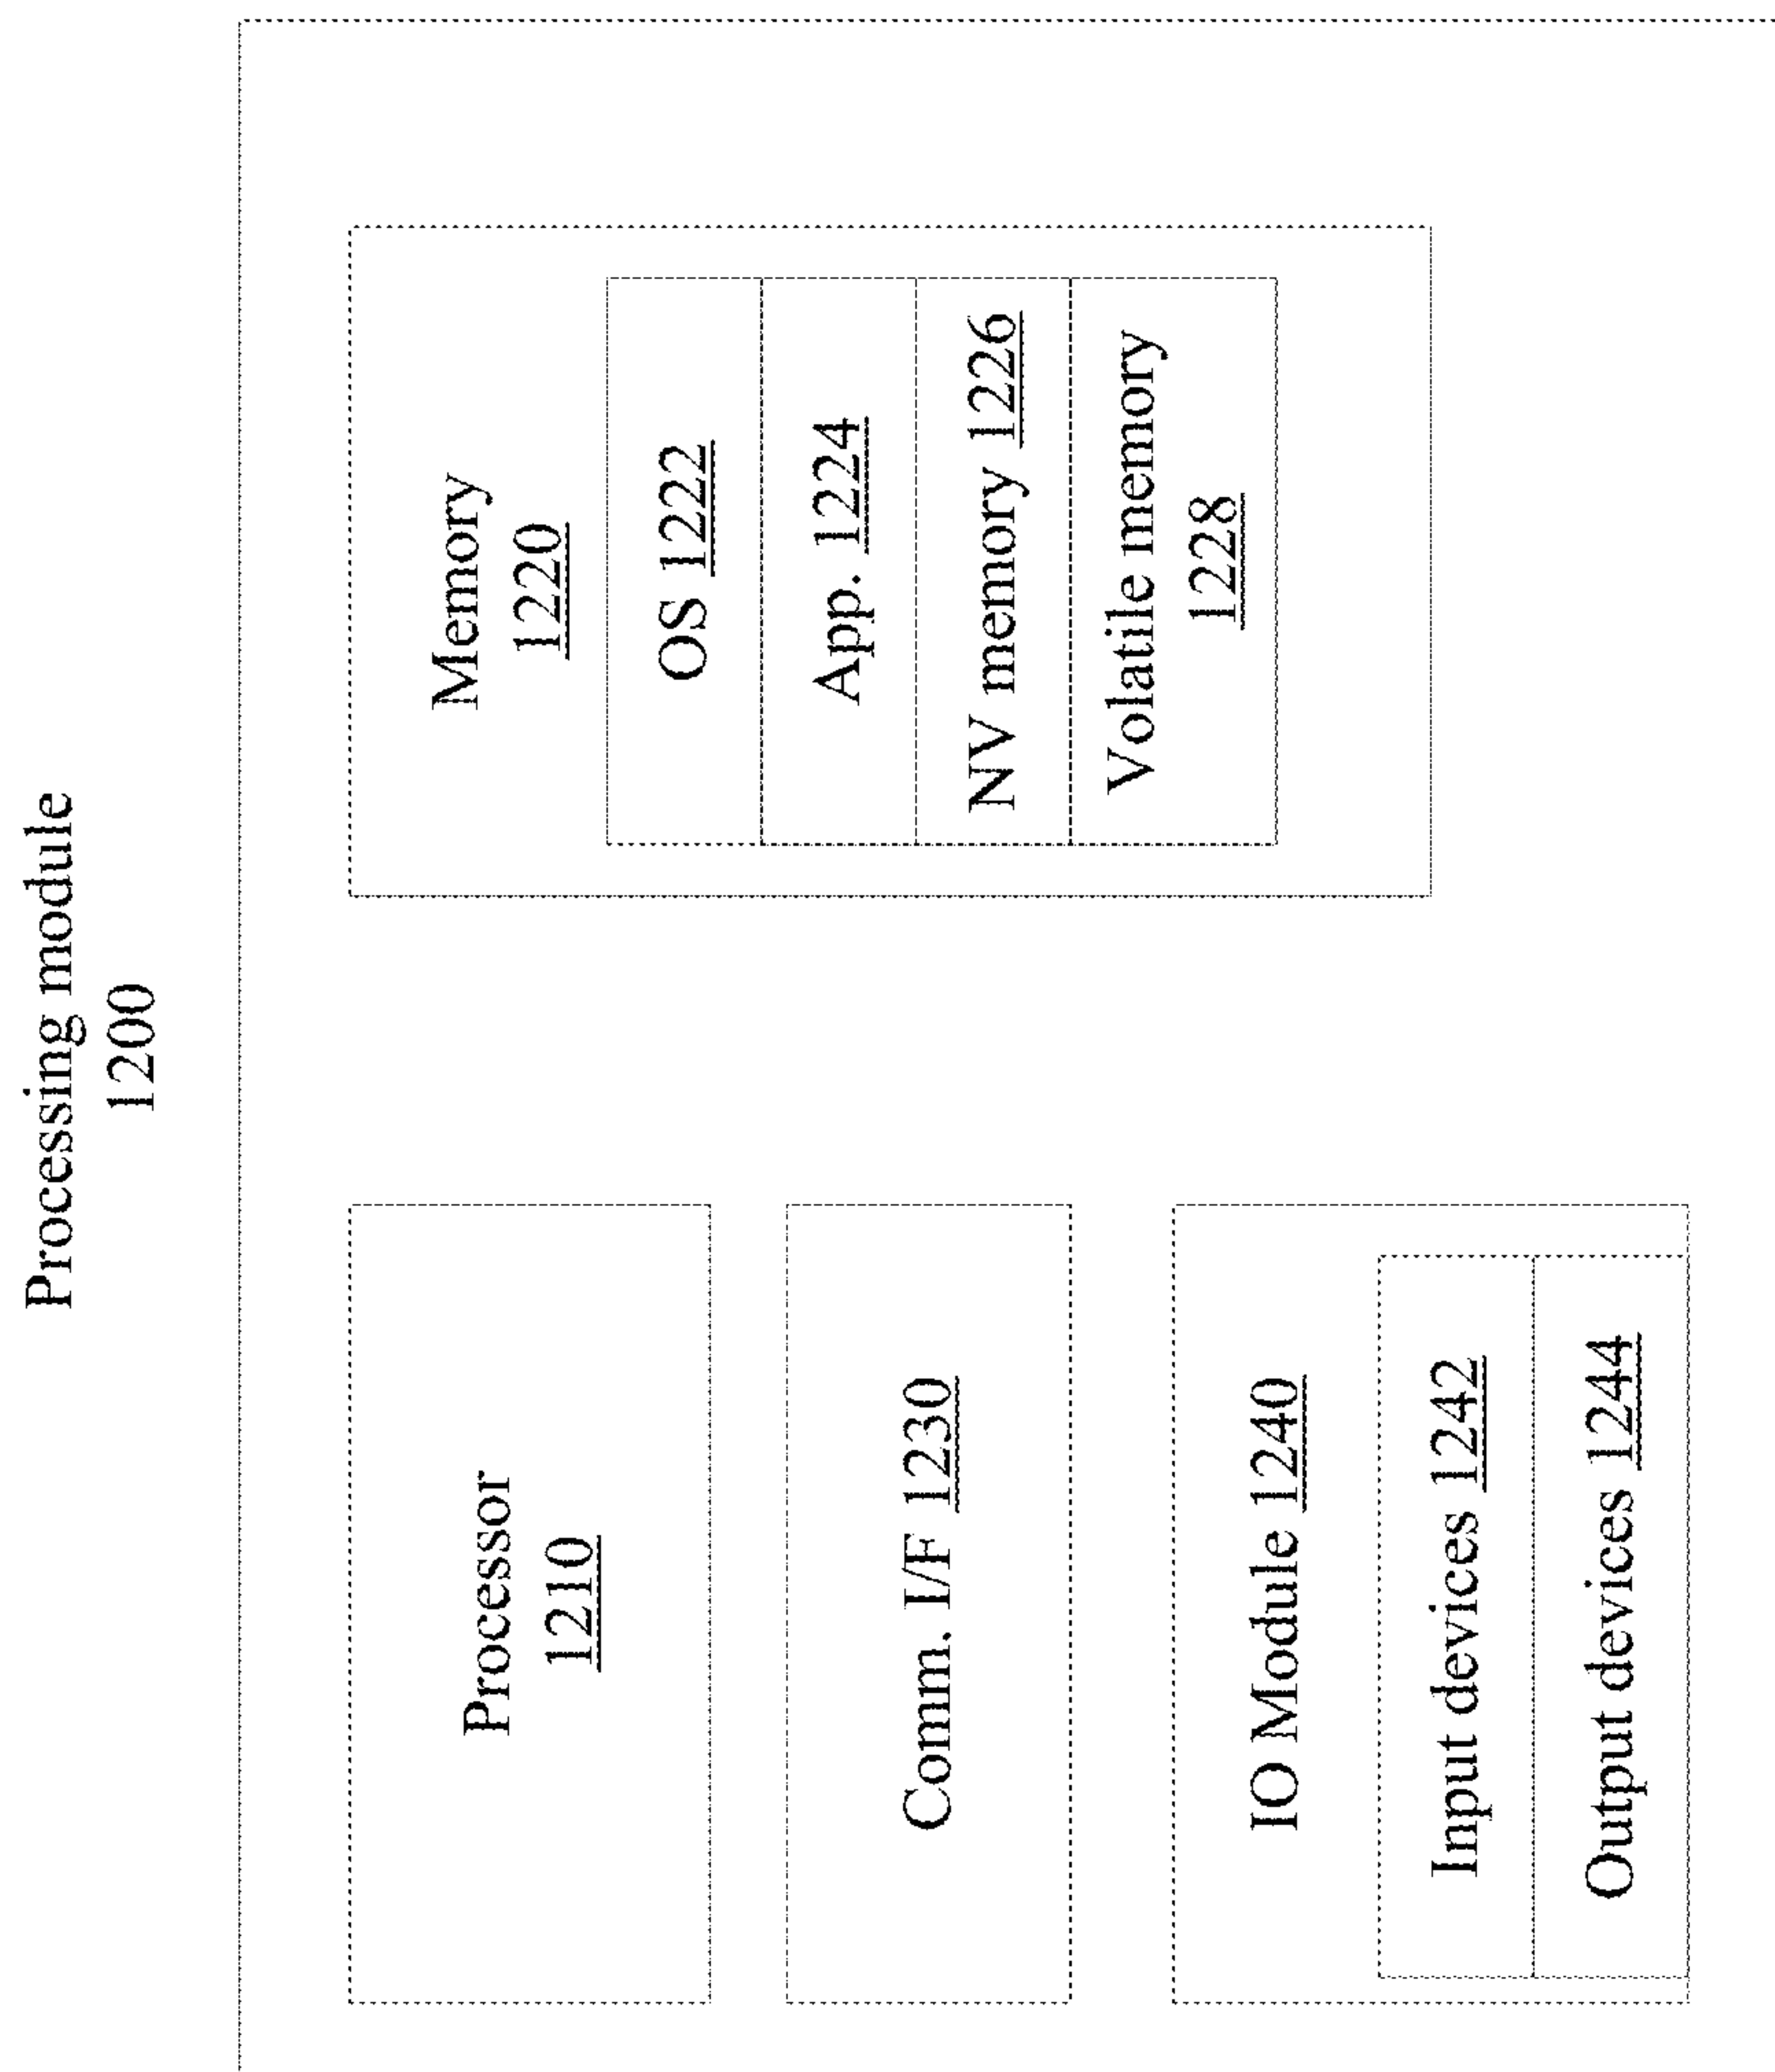 Processing module
1200
Processor
1210
Comm. I/F 1230
IO Module 1240
Input devices 1242
Output devices 1244
Memory
1220
OS 1222
App. 1224
NV memory 1226
Volatile memory
1228